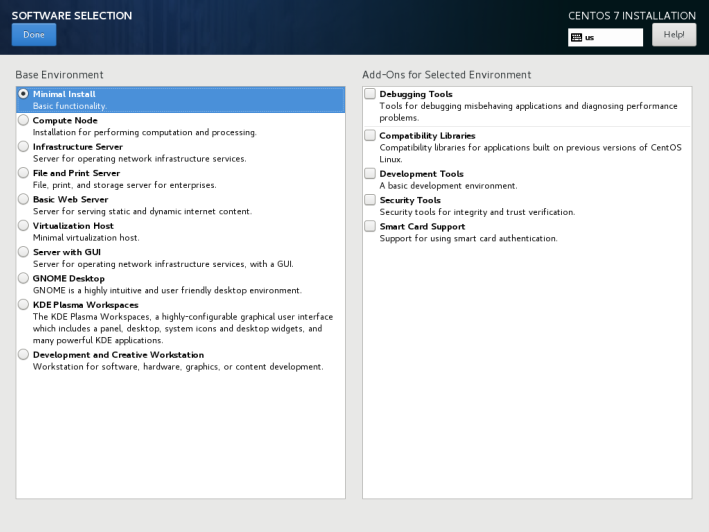 SOFTWARE SELECTION
CENTOS 7 INSTALLATION
Done
us
Help!
Base Environment
Minimal Install
Basic functionality.
Compute Node
Installation for performing computation and processing.
Infrastructure Server
Server for operating network infrastructure services.
File and Print Server
File, print, and storage server for enterprises.
Basic Web Server
Server for serving static and dynamic internet content.
Virtualization Host
Minimal virtualization host.
Server with GUI
Server for operating network infrastructure services, with a GUI.
GNOME Desktop
GNOME is a highly intuitive and user friendly desktop environment.
KDE Plasma Workspaces
The KDE Plasma Workspaces, a highly-configurable graphical user interface
which includes a panel, desktop, system icons and desktop widgets, and
many powerful KDE applications.
Development and Creative Workstation
Workstation for software, hardware, graphics, or content development.
Add-Ons for Selected Environment
Debugging Tools
Tools for debugging misbehaving applications and diagnosing performance
problems.
Compatibility Libraries
Compatibility libraries for applications built on previous versions of CentOS
Linux.
Development Tools
A basic development environment.
Security Tools
Security tools for integrity and trust verification.
Smart Card Support
Support for using smart card authentication.